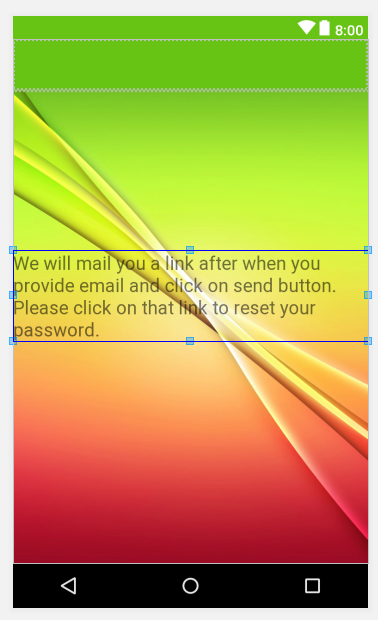 8:00
We will mail you a link after when you
provide email and click on send button.
Please click on that link to reset your
password.